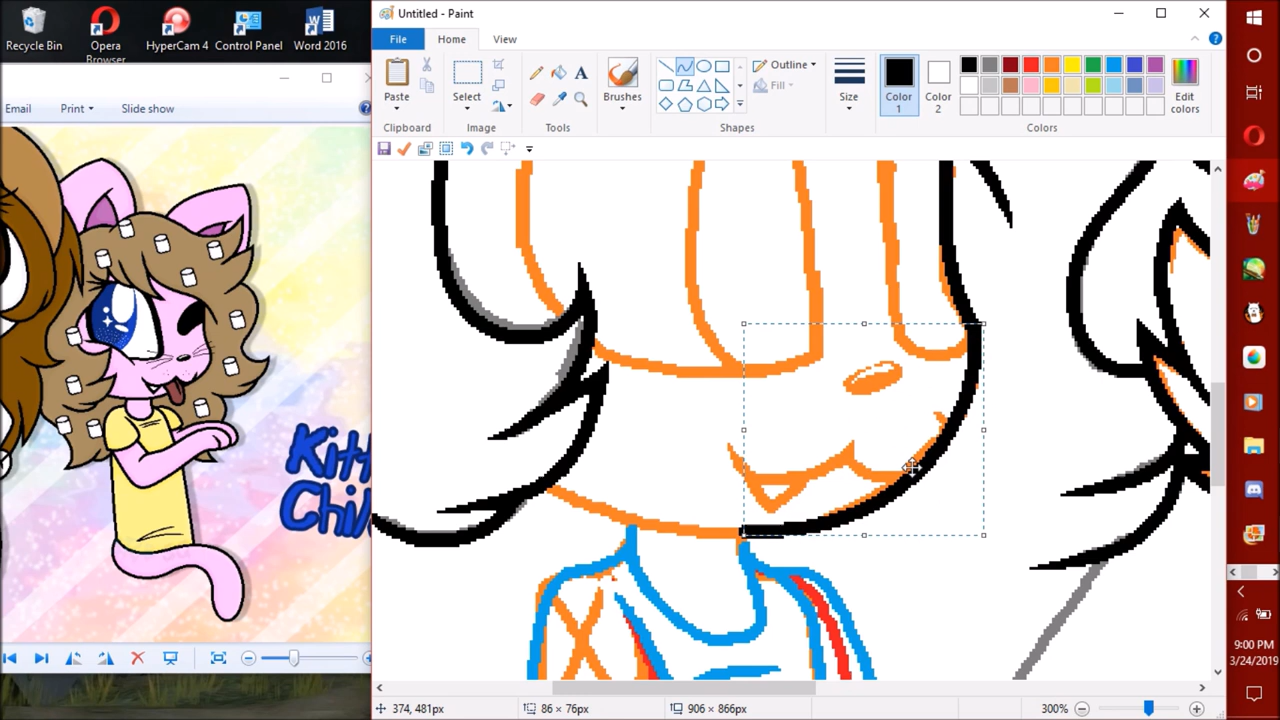 Untitled - Paint
File
Home
View
Paste
Select
Brushes
Outline
Fill
Size
Color
1
Color
2
Edit
colors
Clipboard
Image
Tools
Shapes
Colors
Recycle Bin
Opera
Browser
HyperCam 4
Control Panel
Word 2016
Email
Print
Slide show
Kitt
Chi
374, 481px
86 × 76px
906 × 866px
300%
9:00 PM
3/24/2019